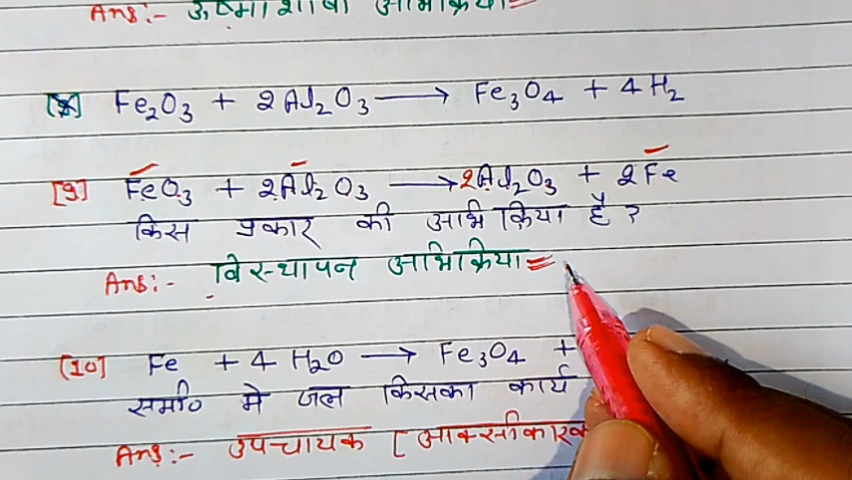 Ans:- ऊष्माशोषी अभिक्रिया
[8] Fe₂O₃ + 2Al₂O₃ → Fe₃O₄ + 4H₂
[9] FeO₃ + 2Al₂O₃ → 2Al₂O₃ + 2Fe
किस प्रकार की अभिक्रिया है ?
Ans:- विस्थापन अभिक्रिया
[10] Fe + 4H₂O → Fe₃O₄ +
समी० मे जल किसका कार्य
Ans:- उपचायक [ आक्सीकारक